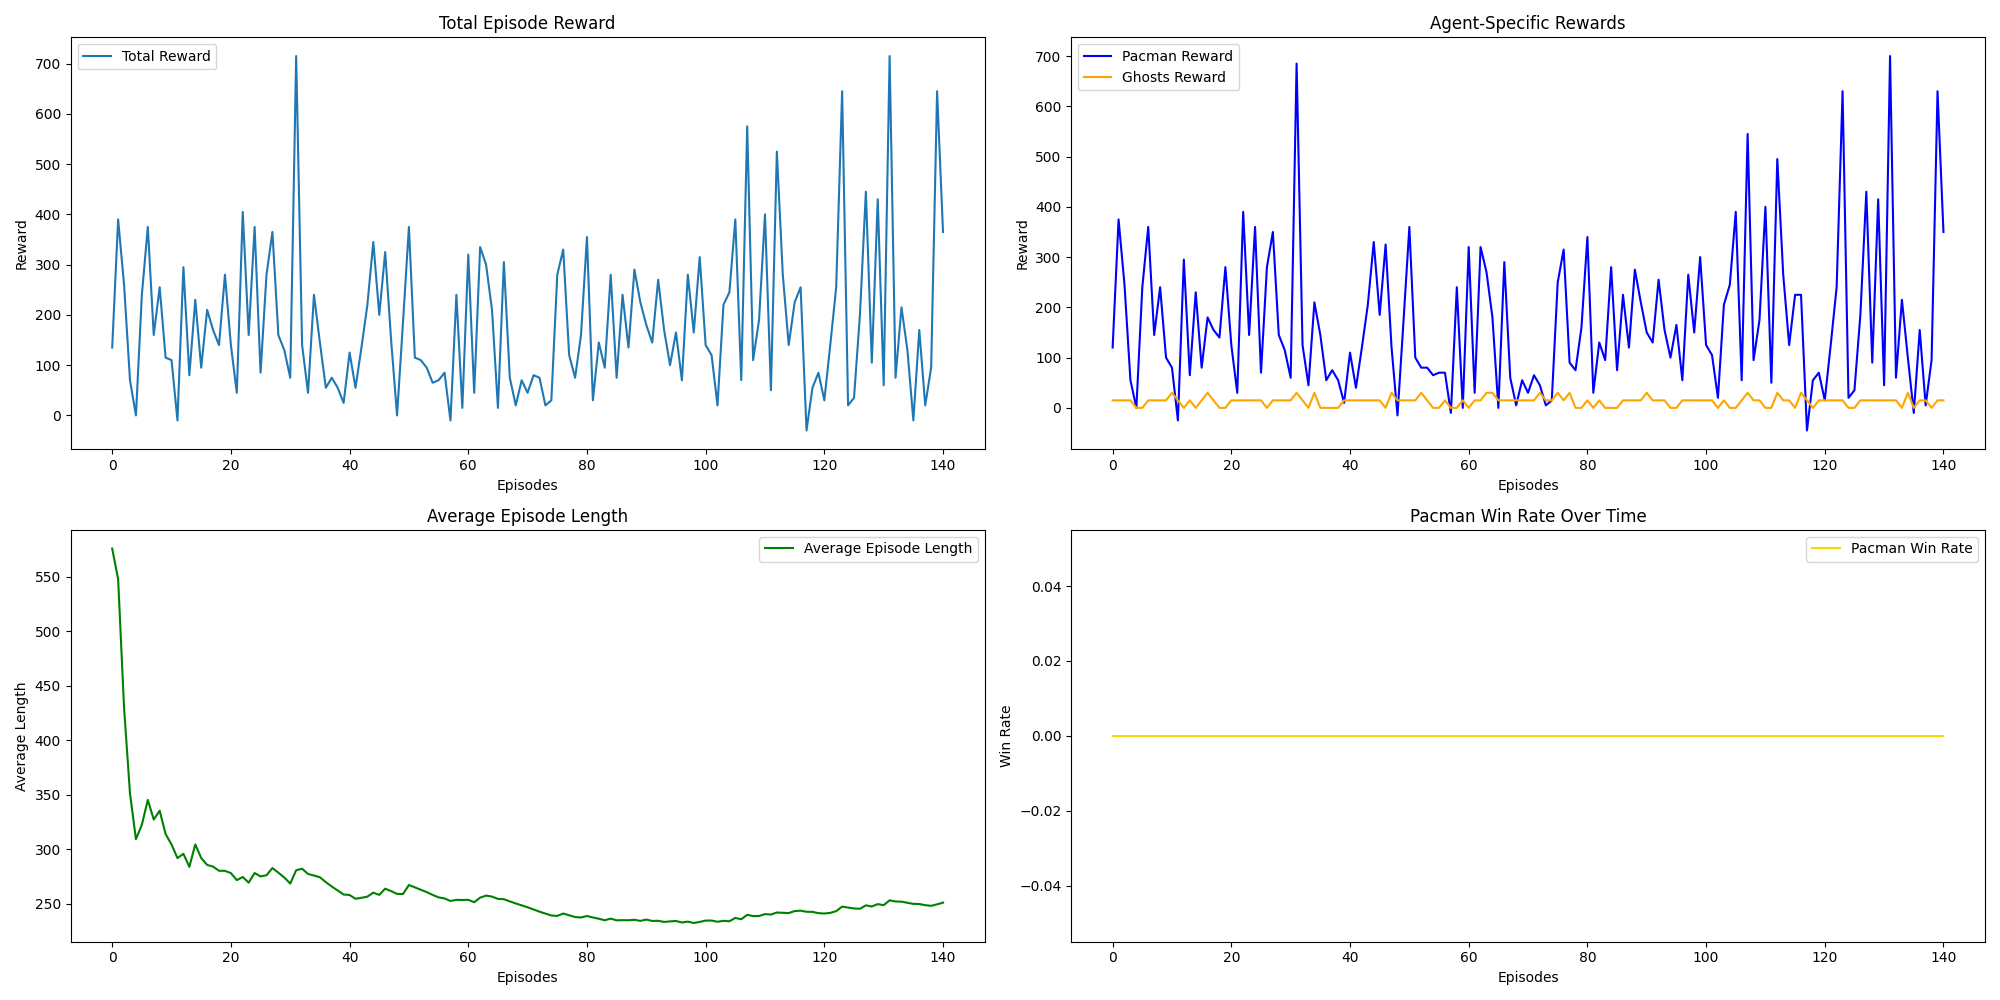 Total Episode Reward
Total Reward
Reward
700
600
500
400
300
200
100
0
0 20 40 60 80 100 120 140
Episodes
Agent-Specific Rewards
Pacman Reward
Ghosts Reward
Reward
700
600
500
400
300
200
100
0
0 20 40 60 80 100 120 140
Episodes
Average Episode Length
Average Episode Length
Average Length
550
500
450
400
350
300
250
0 20 40 60 80 100 120 140
Episodes
Pacman Win Rate Over Time
Pacman Win Rate
Win Rate
0.04
0.02
0.00
−0.02
−0.04
0 20 40 60 80 100 120 140
Episodes